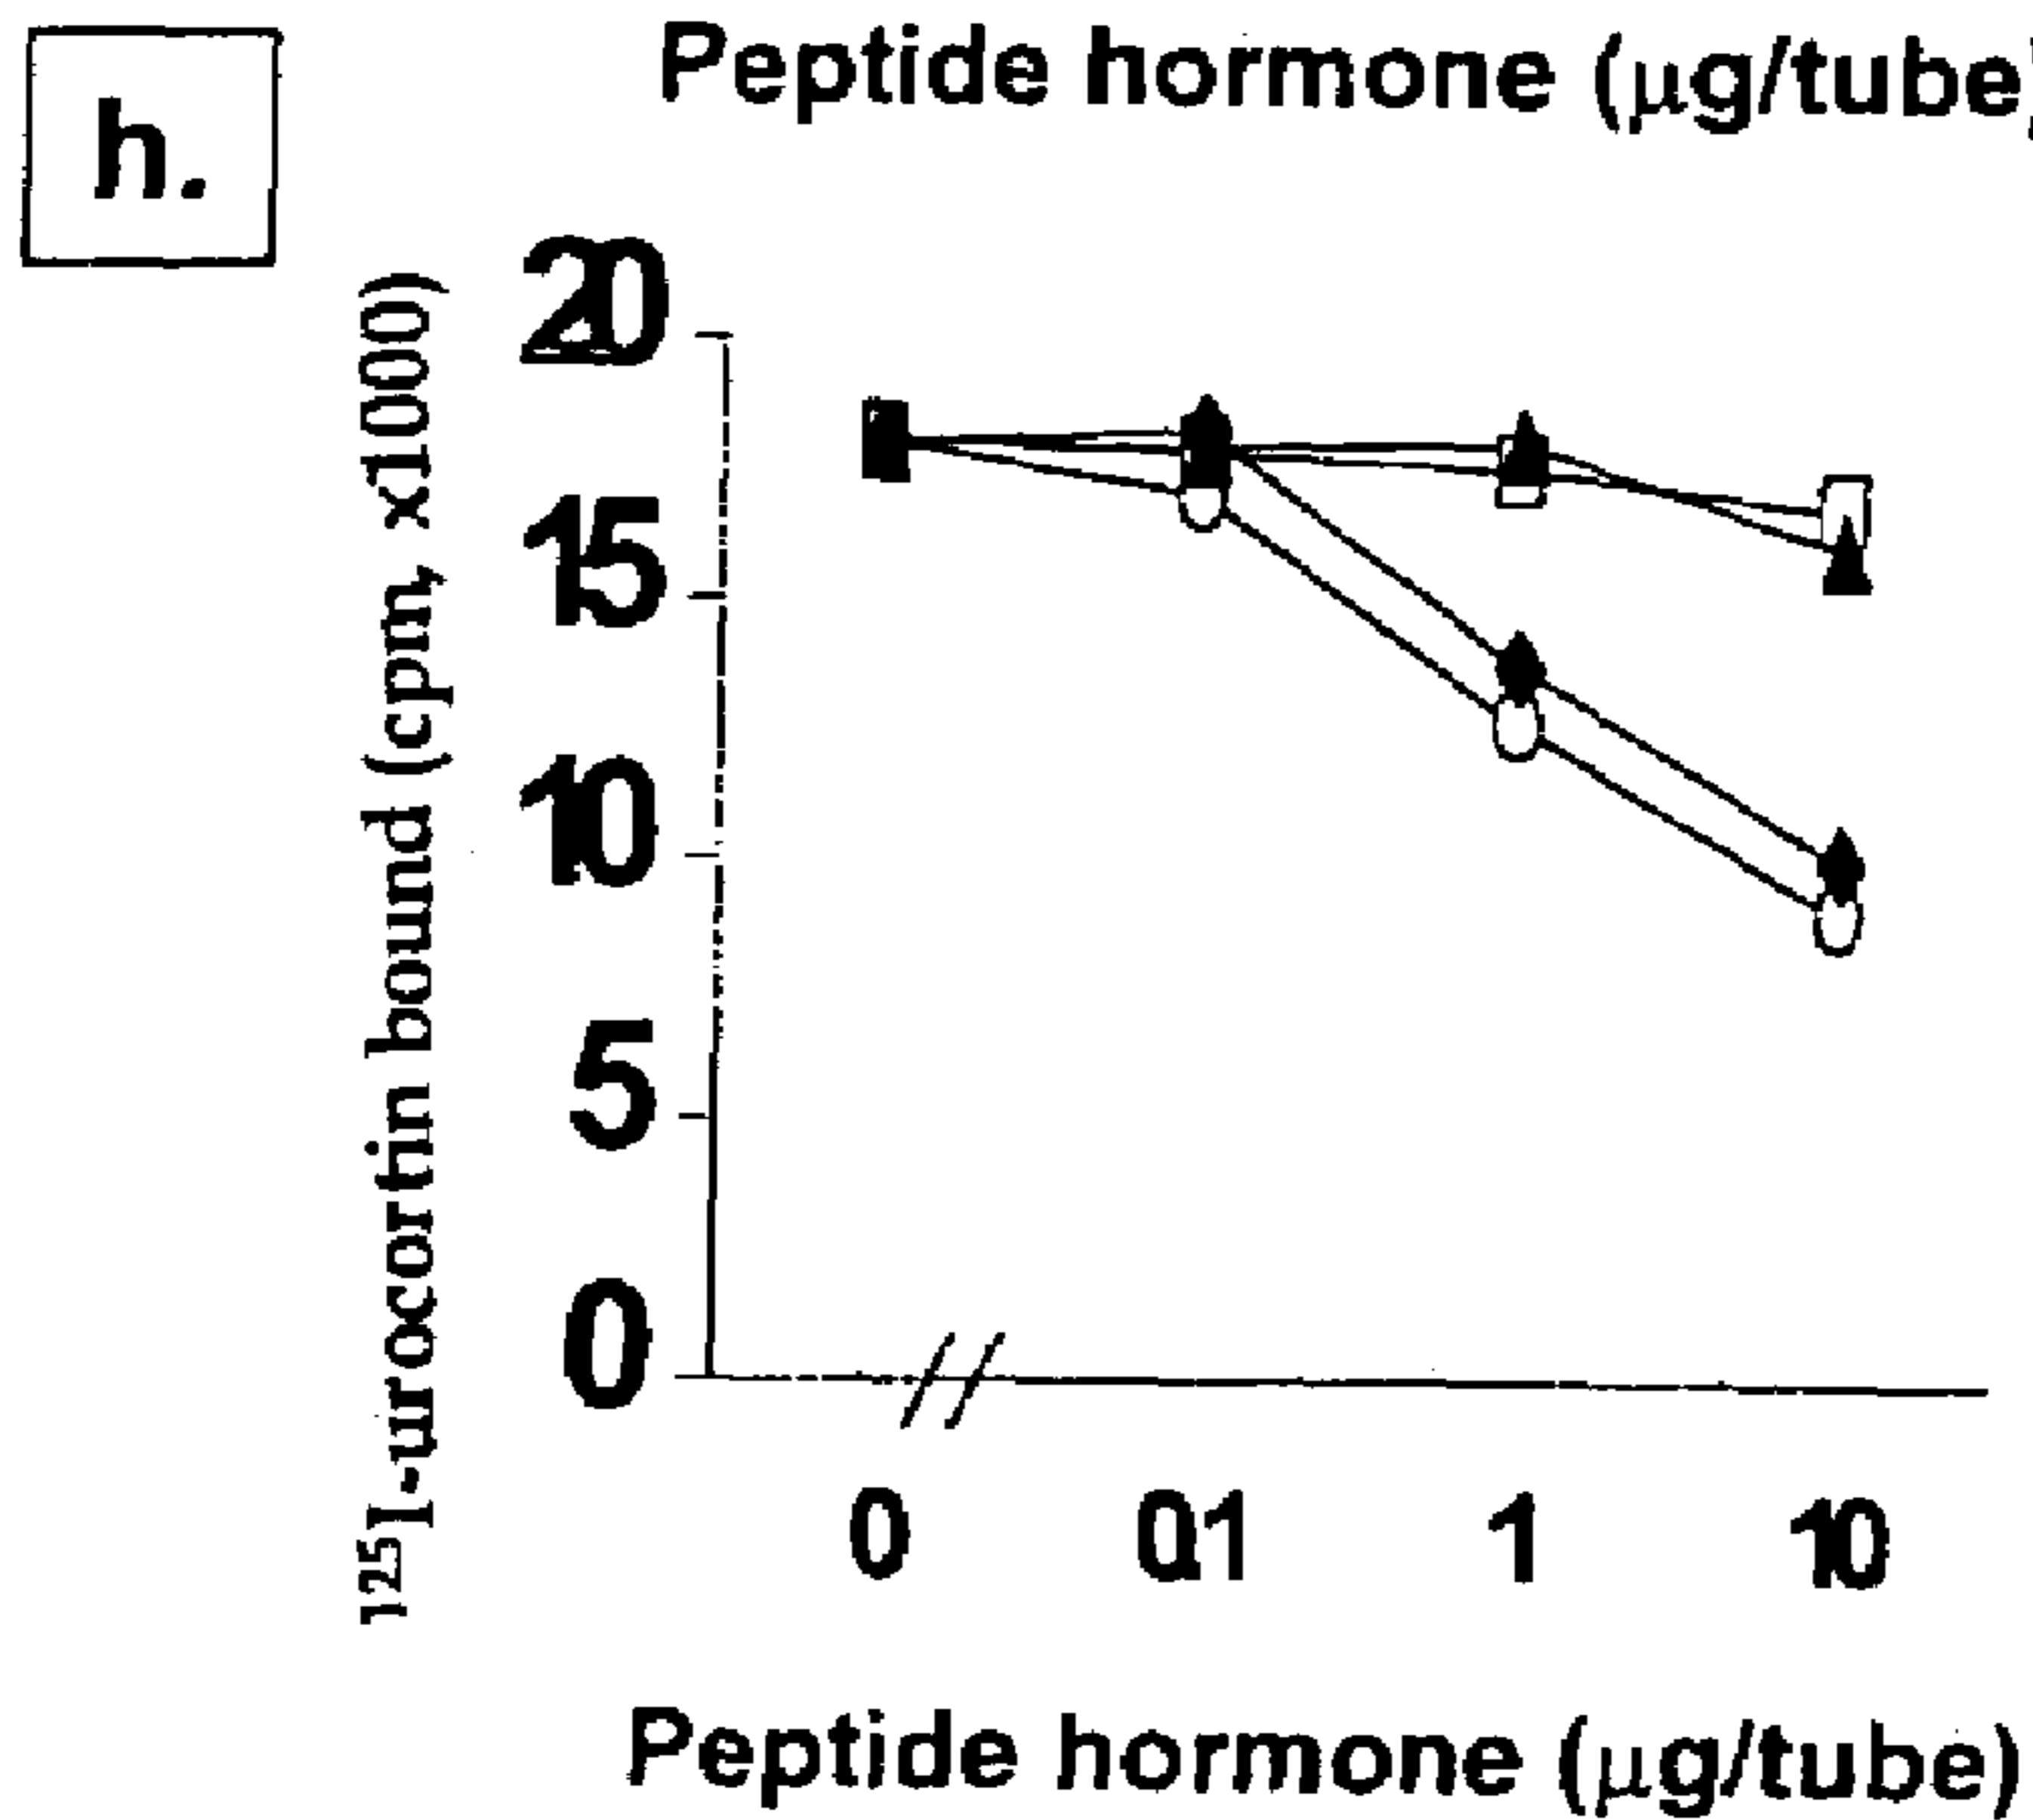 Peptide hormone (μg/tube)
h.
¹²⁵I-urocortin bound (cpm, x1000)
20
15
10
5
0
0 0.1 1 10
Peptide hormone (μg/tube)